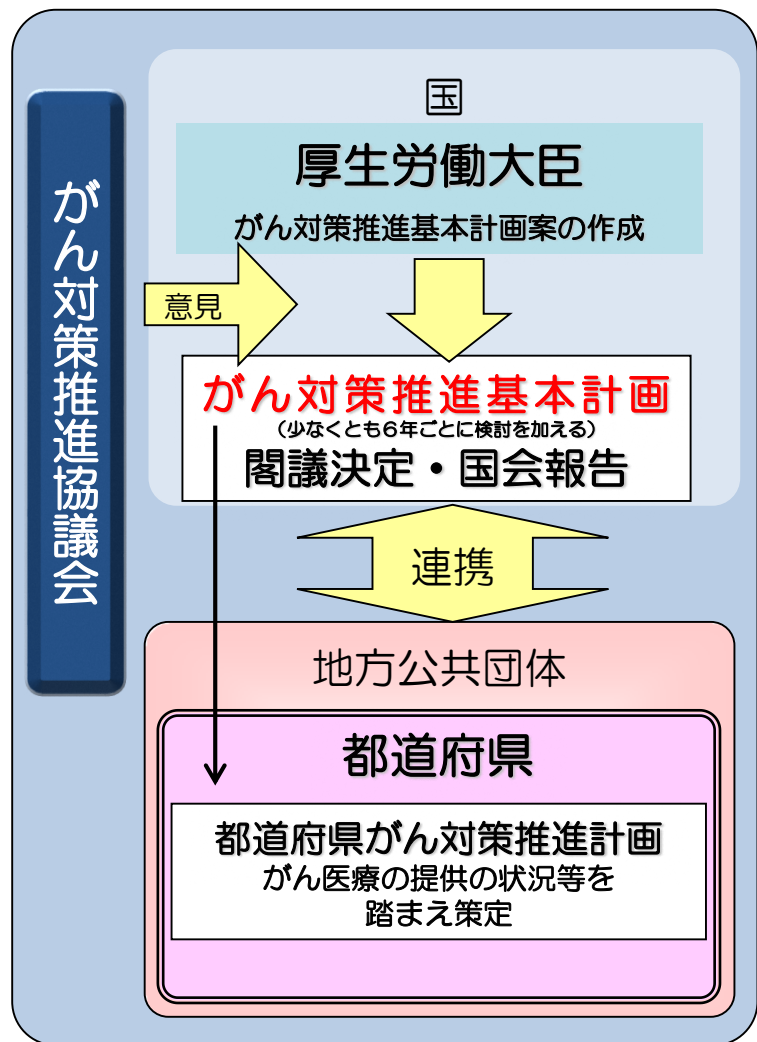 がん対策推進協議会
国
厚生労働大臣
がん対策推進基本計画案の作成
意見
がん対策推進基本計画
（少なくとも６年ごとに検討を加える）
閣議決定・国会報告
連携
地方公共団体
都道府県
都道府県がん対策推進計画
がん医療の提供の状況等を
踏まえ策定